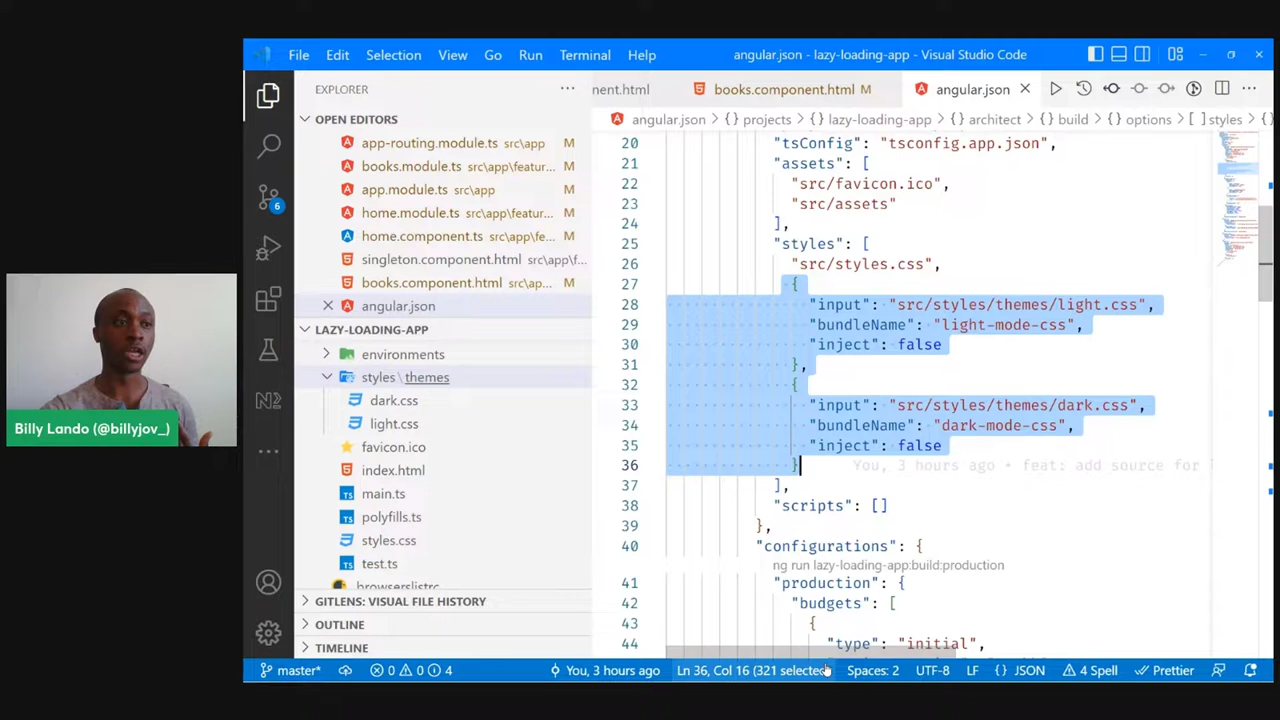 File Edit Selection View Go Run Terminal Help angular.json - lazy-loading-app - Visual Studio Code
EXPLORER
OPEN EDITORS
app-routing.module.ts src\app M
books.module.ts src\app\featur... M
app.module.ts src\app M
home.module.ts src\app\featur... M
home.component.ts src\app\fe... M
singleton.component.html src\app\f...
books.component.html src\app\... M
angular.json
LAZY-LOADING-APP
environments
styles\themes
dark.css
light.css
favicon.ico
index.html
main.ts
polyfills.ts
styles.css
test.ts
.browserslistrc
GITLENS: VISUAL FILE HISTORY
OUTLINE
TIMELINE
6
Billy Lando (@billyjov_)
nent.html books.component.html M angular.json
angular.json > {} projects > {} lazy-loading-app > {} architect > {} build > {} options > [ ] styles > {}
20 "tsConfig": "tsconfig.app.json",
21 "assets": [
22 "src/favicon.ico",
23 "src/assets"
24 ],
25 "styles": [
26 "src/styles.css",
27 {
28 "input": "src/styles/themes/light.css",
29 "bundleName": "light-mode-css",
30 "inject": false
31 },
32 {
33 "input": "src/styles/themes/dark.css",
34 "bundleName": "dark-mode-css",
35 "inject": false
36 } You, 3 hours ago • feat: add source for
37 ],
38 "scripts": []
39 },
40 "configurations": {
ng run lazy-loading-app:build:production
41 "production": {
42 "budgets": [
43 {
44 "type": "initial",
master* 0 0 4 You, 3 hours ago Ln 36, Col 16 (321 selected) Spaces: 2 UTF-8 LF {} JSON 4 Spell Prettier